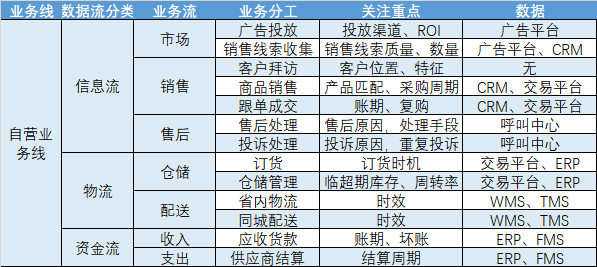 业务线 数据流分类 业务流 业务分工 关注重点 数据
自营业务线 信息流 市场 广告投放 投放渠道、ROI 广告平台
销售线索收集 销售线索质量、数量 广告平台、CRM
销售 客户拜访 客户位置、特征 无
商品销售 产品匹配、采购周期 CRM、交易平台
跟单成交 账期、复购 CRM、交易平台
售后 售后处理 售后原因，处理手段 呼叫中心
投诉处理 投诉原因，重复投诉 呼叫中心
物流 仓储 订货 订货时机 交易平台、ERP
仓储管理 临超期库存、周转率 交易平台、ERP
配送 省内物流 时效 WMS、TMS
同城配送 时效 WMS、TMS
资金流 收入 应收货款 账期、坏账 ERP、FMS
支出 供应商结算 结算周期 ERP、FMS